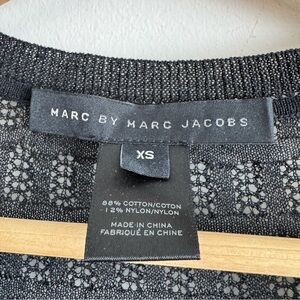 MARC BY MARC JACOBS
XS
88% COTTON/COTON
12% NYLON/NYLON
MADE IN CHINA
FABRIQUÉ EN CHINE